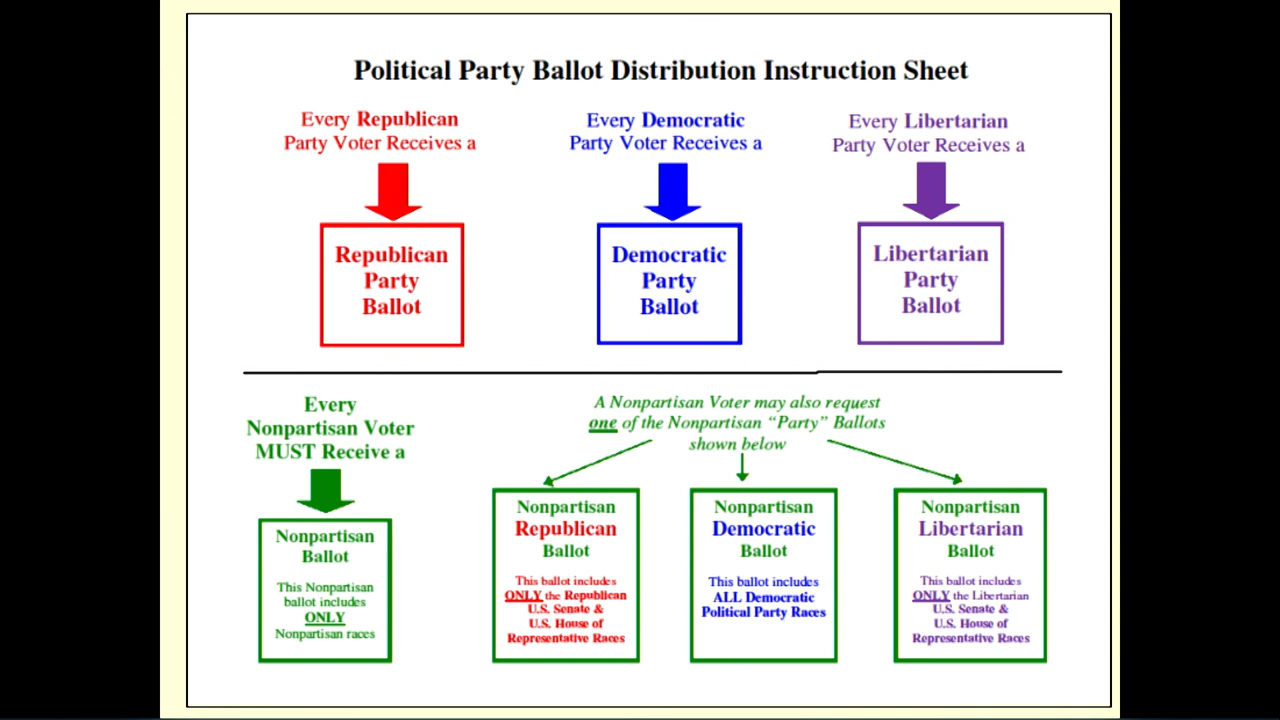 Political Party Ballot Distribution Instruction Sheet
Every Republican
Party Voter Receives a
Republican
Party
Ballot
Every Democratic
Party Voter Receives a
Democratic
Party
Ballot
Every Libertarian
Party Voter Receives a
Libertarian
Party
Ballot
Every
Nonpartisan Voter
MUST Receive a
Nonpartisan
Ballot
This Nonpartisan
ballot includes
ONLY
Nonpartisan races
A Nonpartisan Voter may also request
one of the Nonpartisan “Party” Ballots
shown below
Nonpartisan
Republican
Ballot
This ballot includes
ONLY the Republican
U.S. Senate &
U.S. House of
Representative Races
Nonpartisan
Democratic
Ballot
This ballot includes
ALL Democratic
Political Party Races
Nonpartisan
Libertarian
Ballot
This ballot includes
ONLY the Libertarian
U.S. Senate &
U.S. House of
Representative Races